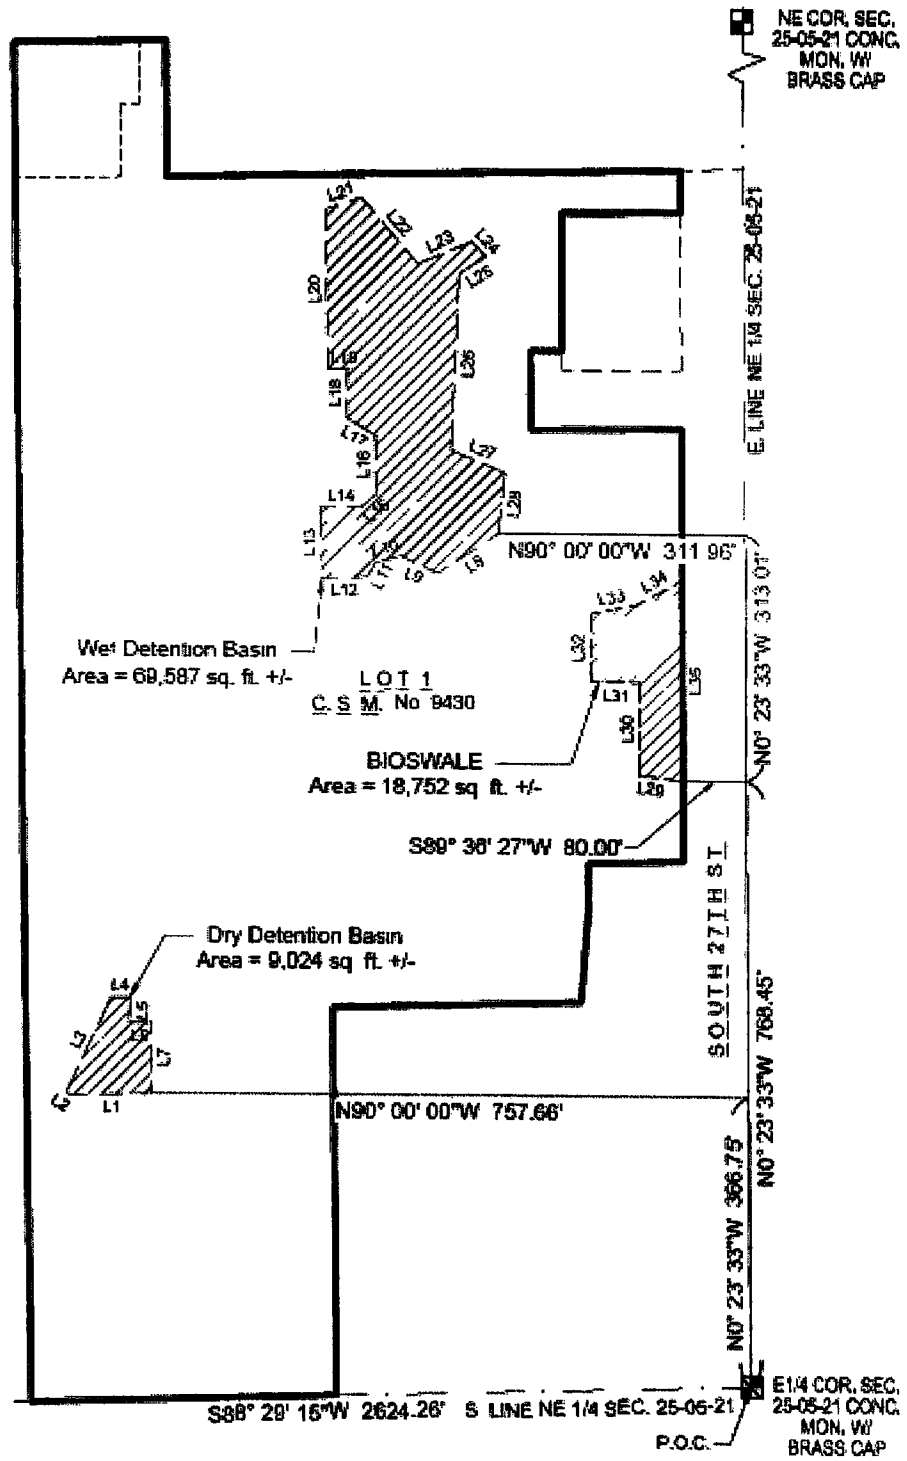 NE COR. SEC.
25-05-21 CONC.
MON. W/
BRASS CAP
E. LINE NE 1/4 SEC. 25-05-21
L21
L22
L23
L24
L25
L20
L26
L19
L18
L17
L27
L16
L28
L14
L15
L13
L10
L11
L9
L8
L12
N90° 00' 00"W 311 96'
N0° 23' 33"W 313 01'
L33
L34
L32
L35
L31
L30
L29
Wet Detention Basin
Area = 69,587 sq. ft. +/-
LOT 1
C. S M. No 9430
BIOSWALE
Area = 18,752 sq ft. +/-
S89° 36' 27"W 80.00'
SOUTH 27TH ST
Dry Detention Basin
Area = 9,024 sq ft. +/-
L4
L5
L3
L7
L2
L1
N90° 00' 00"W 757.66'
N0° 23' 33"W 768.45'
N0° 23' 33"W 366.75'
S88° 29' 15"W 2624.26' S LINE NE 1/4 SEC. 25-05-21
P.O.C.
E1/4 COR. SEC.
25-05-21 CONC.
MON. W/
BRASS CAP